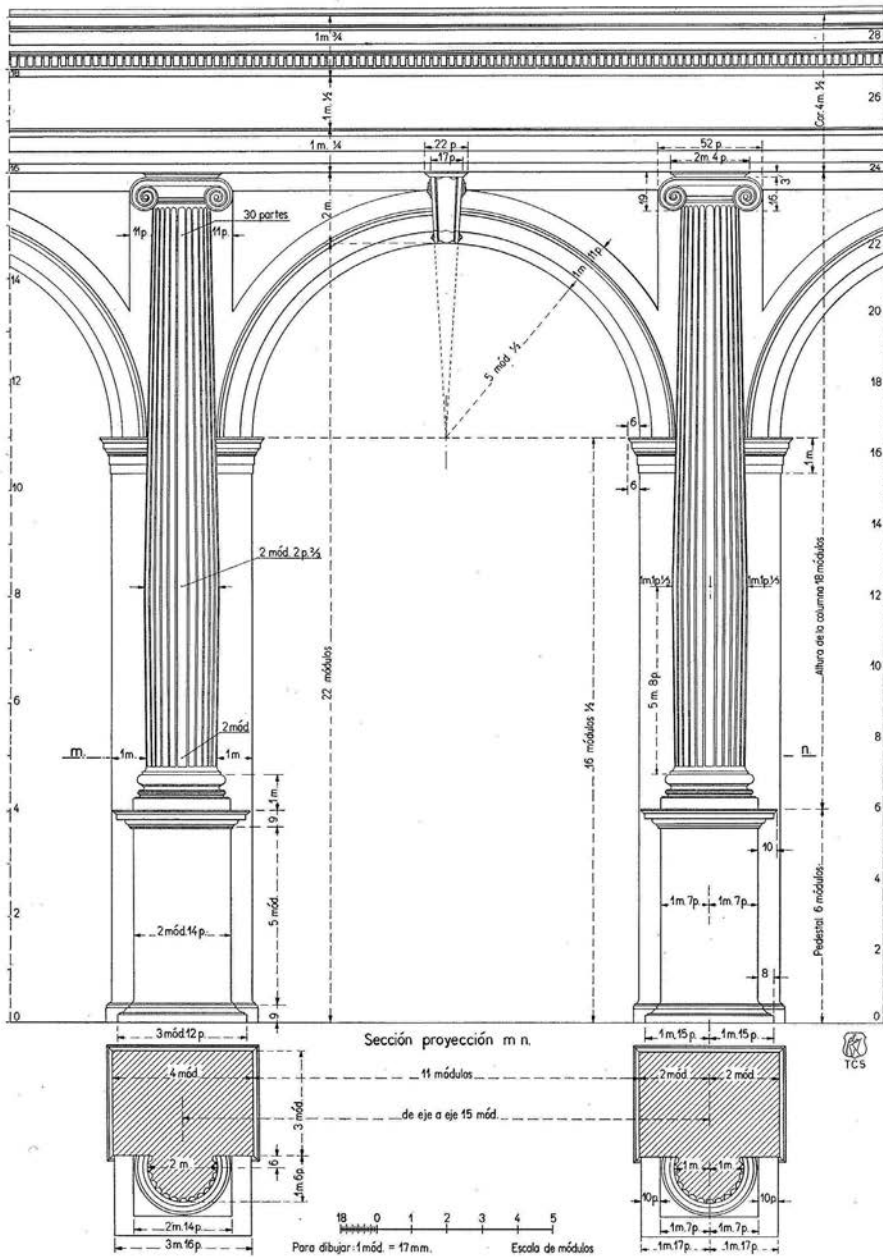 1m. ¾
28
18
1m. ½
Cor. 4 m. ½
26
1m. ¼
22 p.
17p.
52 p.
2m. 4 p.
16
24
3
19
16
30 partes
11p.
11p.
2 m.
22
1m. 11p.
14
20
5 mód. ½
12
18
6
16
1m.
10
6
14
2 mód. 2 p. ⅔
1m.1p.⅓
1m.1p.⅓
8
12
Altura de la columna 18 módulos
22 módulos
16 módulos ½
5 m. 8 p.
10
6
8
2 mód
m.
1m.
1m.
n.
1m.
4
6
9
10
5 mód.
Pedestal 6 módulos
4
1m. 7p.
1m. 7p.
2
2 mód. 14 p.
2
8
9
0
0
3 mód. 12 p.
Sección proyección m n.
1m. 15 p.
1m. 15 p.
TCS
4 mód.
11 módulos
2 mód.
2 mód.
3 mód.
de eje a eje 15 mód.
2 m.
6
1m. 6p.
1m.
1m.
10p.
10p.
2m. 14 p.
18 0 1 2 3 4 5
1m. 7p.
1m. 7p.
3 m. 16 p.
Para dibujar: 1 mód. = 17 mm.
Escala de módulos
1m. 17 p.
1m. 17 p.